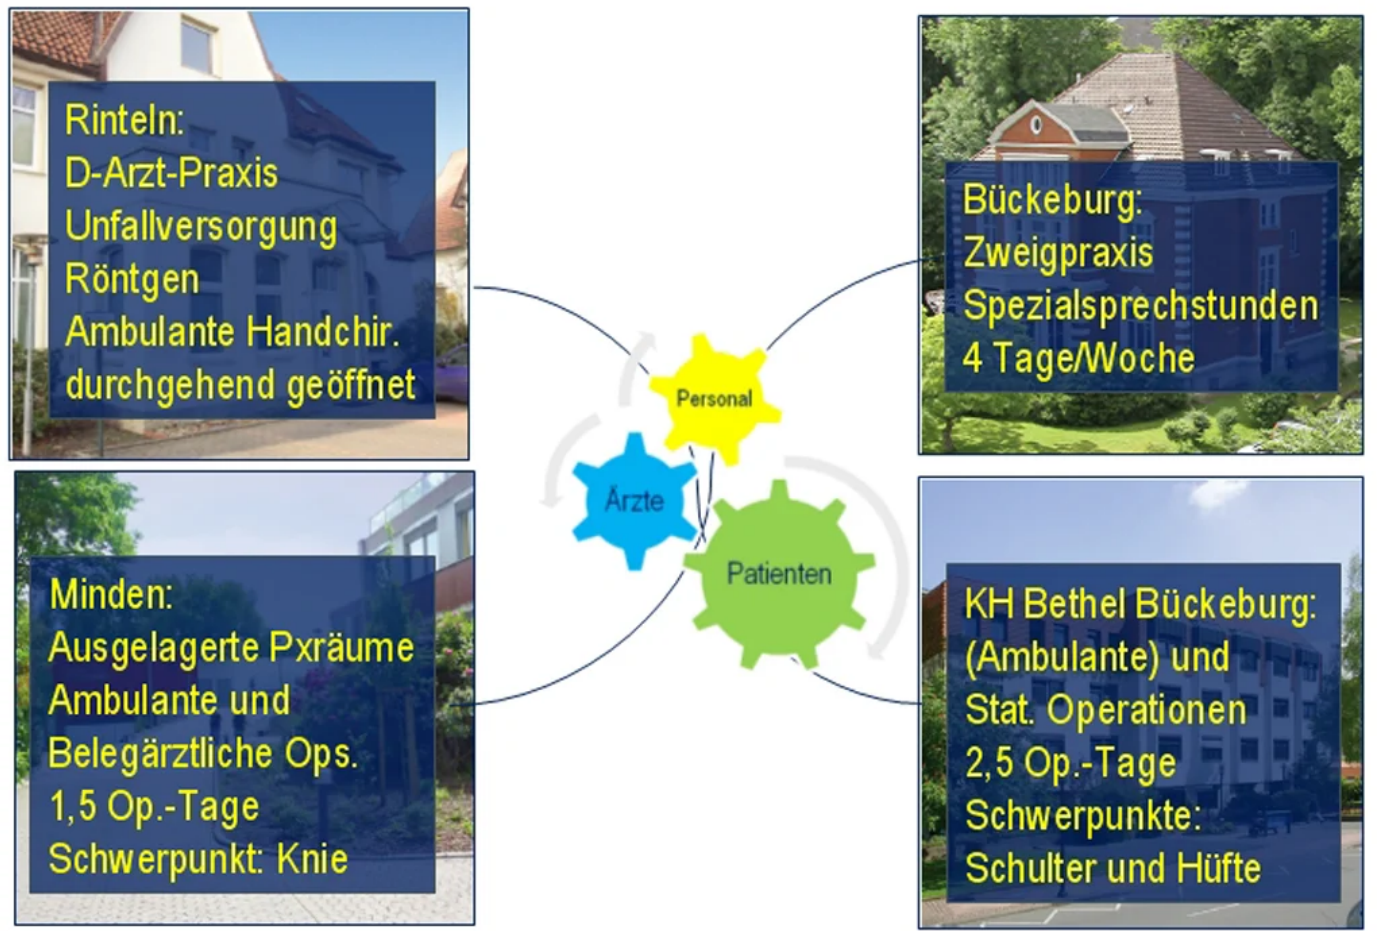 Rinteln:
D-Arzt-Praxis
Unfallversorgung
Röntgen
Ambulante Handchir.
durchgehend geöffnet
Bückeburg:
Zweigpraxis
Spezialsprechstunden
4 Tage/Woche
Personal
Ärzte
Patienten
Minden:
Ausgelagerte Pxräume
Ambulante und
Belegärztliche Ops.
1,5 Op.-Tage
Schwerpunkt: Knie
KH Bethel Bückeburg:
(Ambulante) und
Stat. Operationen
2,5 Op.-Tage
Schwerpunkte:
Schulter und Hüfte